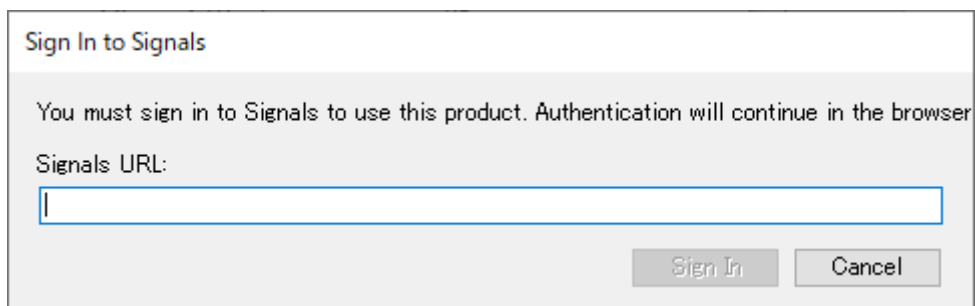 Sign In to Signals
You must sign in to Signals to use this product. Authentication will continue in the browser
Signals URL:
Sign In
Cancel